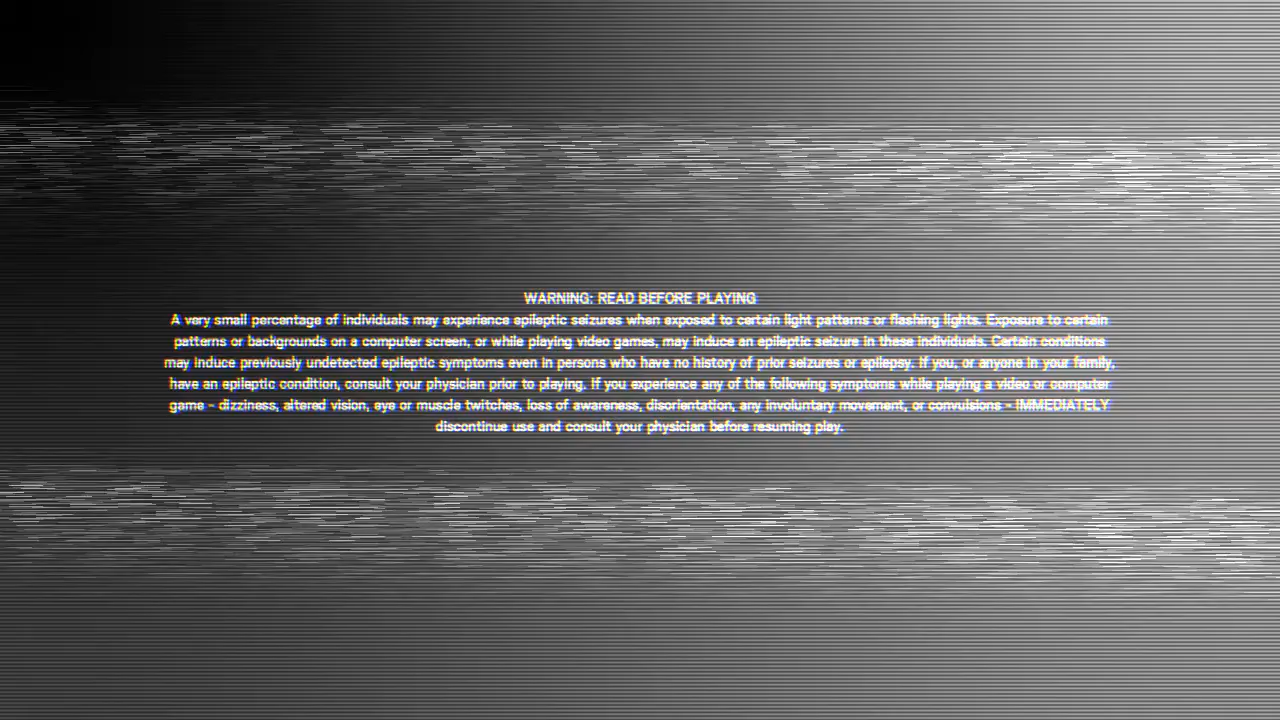 WARNING: READ BEFORE PLAYING
A very small percentage of individuals may experience epileptic seizures when exposed to certain light patterns or flashing lights. Exposure to certain
patterns or backgrounds on a computer screen, or while playing video games, may induce an epileptic seizure in these individuals. Certain conditions
may induce previously undetected epileptic symptoms even in persons who have no history of prior seizures or epilepsy. If you, or anyone in your family,
have an epileptic condition, consult your physician prior to playing. If you experience any of the following symptoms while playing a video or computer
game - dizziness, altered vision, eye or muscle twitches, loss of awareness, disorientation, any involuntary movement, or convulsions - IMMEDIATELY
discontinue use and consult your physician before resuming play.